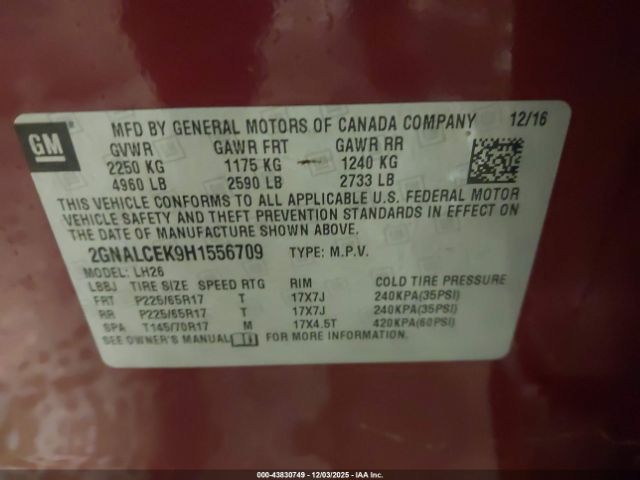 GM
MFD BY GENERAL MOTORS OF CANADA COMPANY 12/16
GVWR GAWR FRT GAWR RR
2250 KG 1175 KG 1240 KG
4960 LB 2590 LB 2733 LB
THIS VEHICLE CONFORMS TO ALL APPLICABLE U.S. FEDERAL MOTOR
VEHICLE SAFETY AND THEFT PREVENTION STANDARDS IN EFFECT ON
THE DATE OF MANUFACTURE SHOWN ABOVE.
2GNALCEK9H1556709 TYPE: M.P.V.
MODEL: LH26
LBBJ TIRE SIZE SPEED RTG RIM COLD TIRE PRESSURE
FRT P225/65R17 T 17X7J 240KPA(35PSI)
RR P225/65R17 T 17X7J 240KPA(35PSI)
SPA T145/70R17 M 17X4.5T 420KPA(60PSI)
SEE OWNER'S MANUAL FOR MORE INFORMATION.
000-43830749 - 12/03/2025 - IAA Inc.